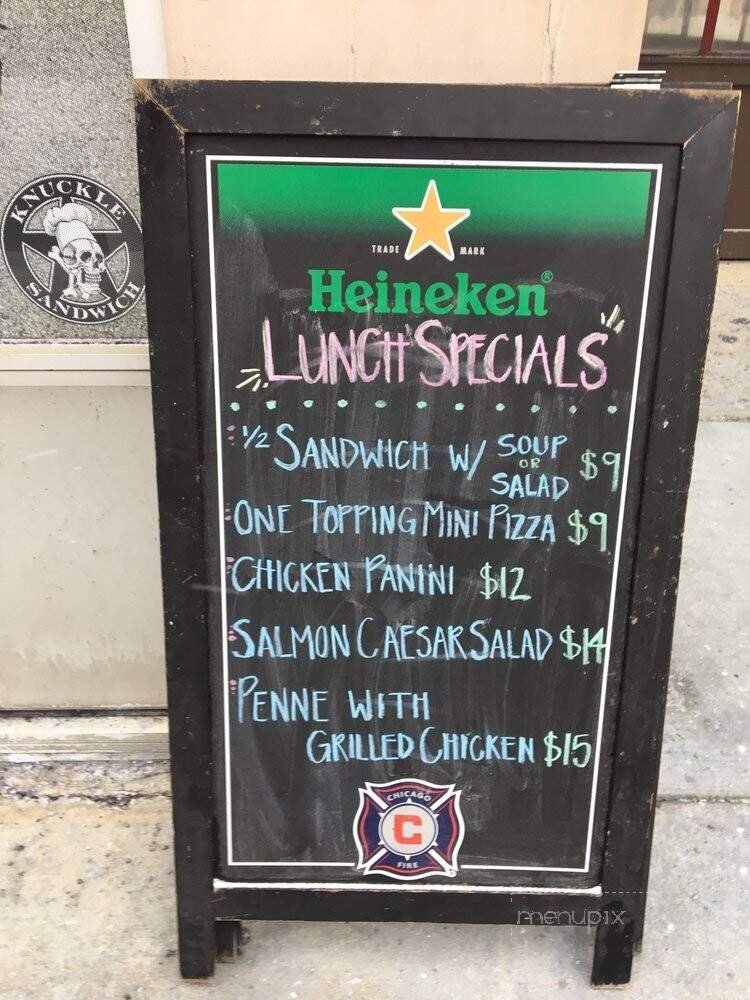 KNUCKLE
SANDWICH
TRADE MARK
Heineken®
LUNCH SPECIALS
1/2 SANDWICH W/ SOUP OR SALAD $9
ONE TOPPING MINI PIZZA $9
CHICKEN PANINI $12
SALMON CAESAR SALAD $14
PENNE WITH
GRILLED CHICKEN $15
CHICAGO
C
FIRE
menupix